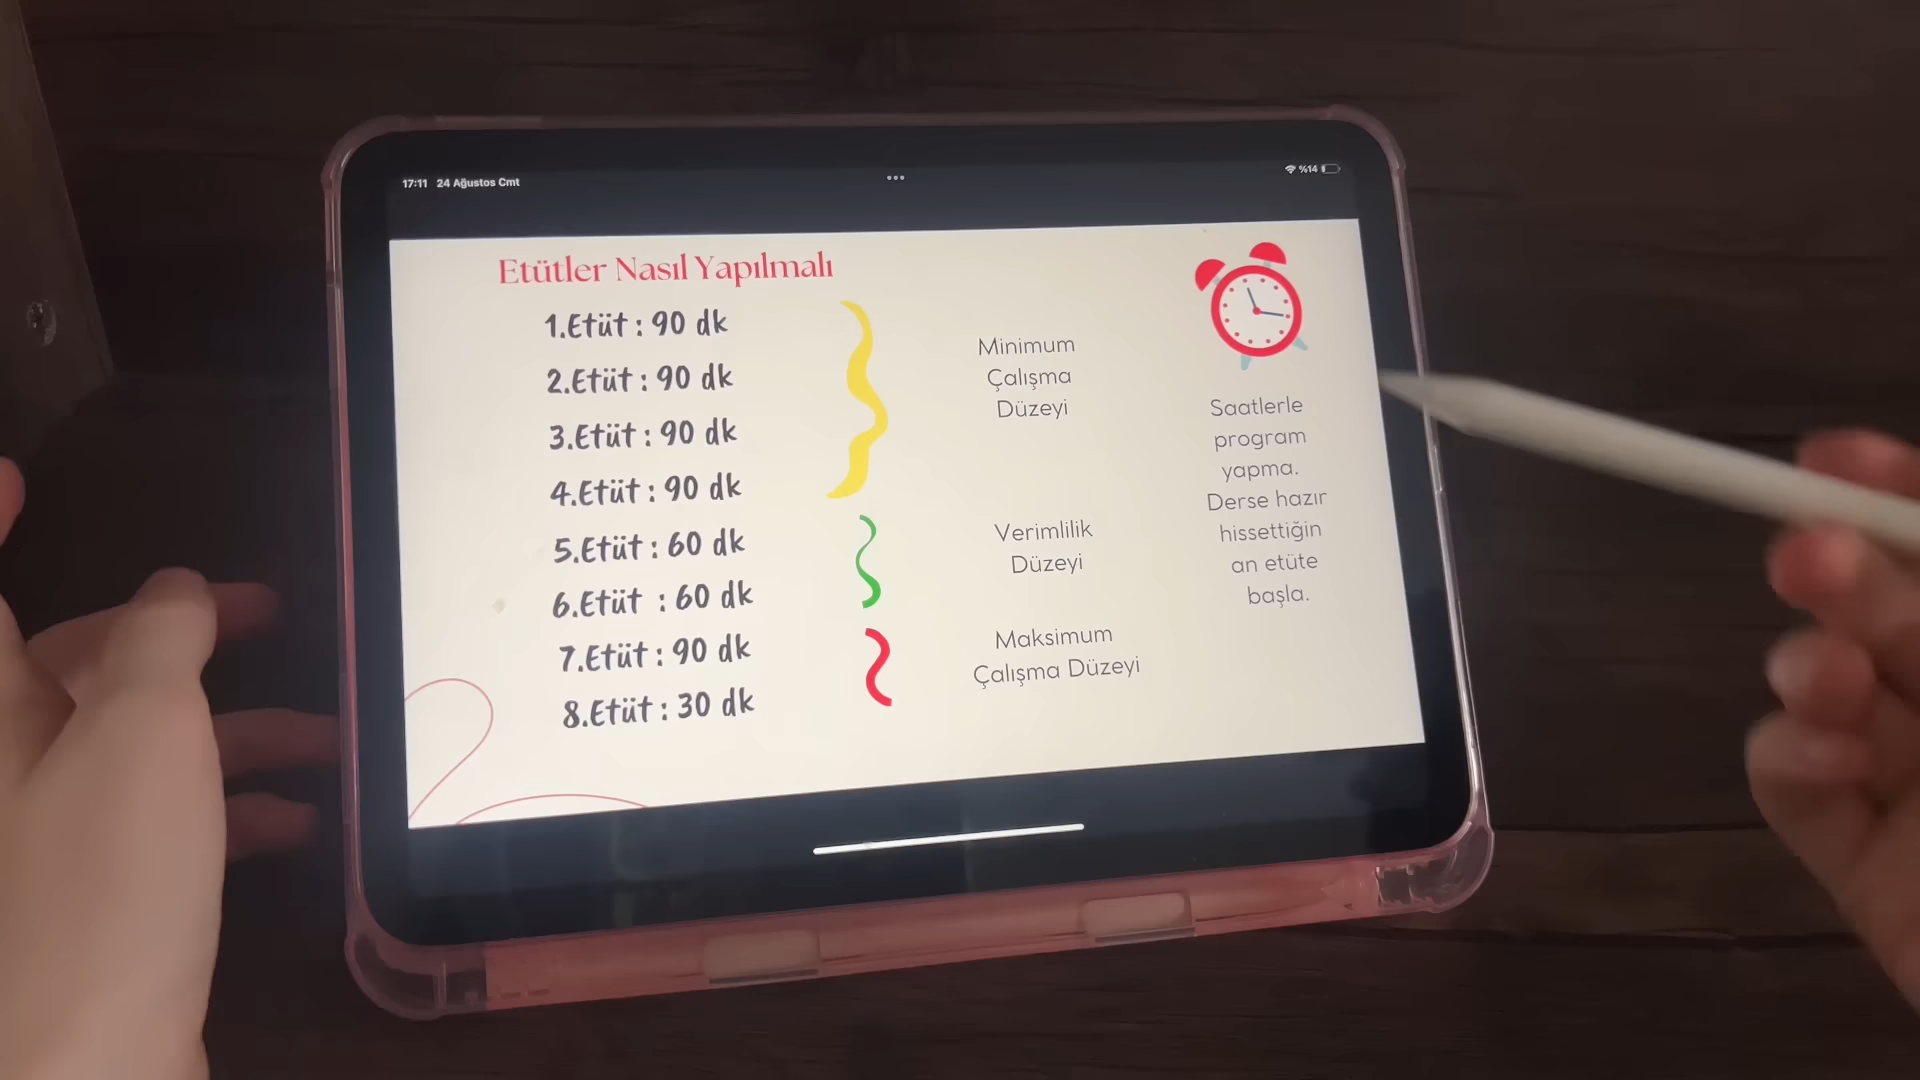 17:11 24 Ağustos Cmt
%14
Etütler Nasıl Yapılmalı
1.Etüt : 90 dk
2.Etüt : 90 dk
3.Etüt : 90 dk
4.Etüt : 90 dk
5.Etüt : 60 dk
6.Etüt : 60 dk
7.Etüt : 90 dk
8.Etüt : 30 dk
Minimum
Çalışma
Düzeyi
Verimlilik
Düzeyi
Maksimum
Çalışma Düzeyi
Saatlerle
program
yapma.
Derse hazır
hissettiğin
an etüte
başla.